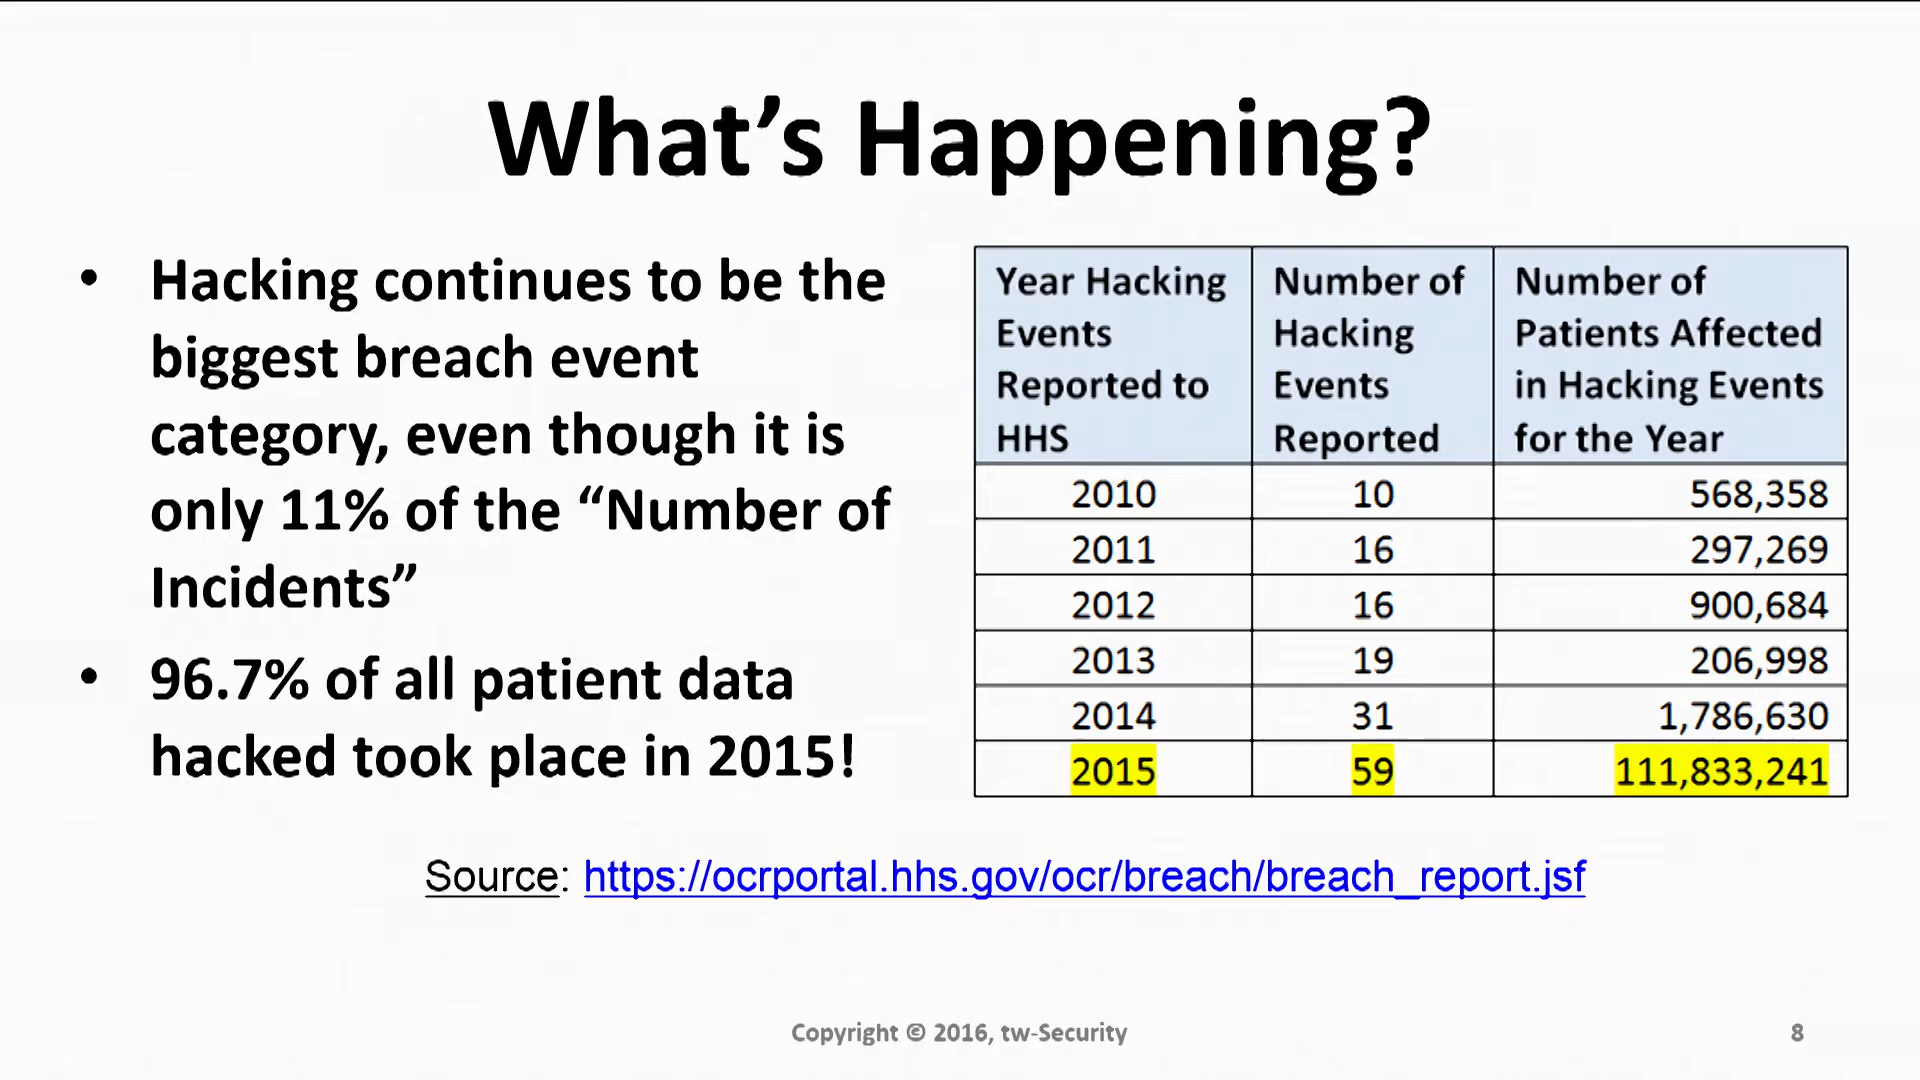 What’s Happening?
• Hacking continues to be the
biggest breach event
category, even though it is
only 11% of the “Number of
Incidents”
• 96.7% of all patient data
hacked took place in 2015!
Year Hacking Events Reported to HHS | Number of Hacking Events Reported | Number of Patients Affected in Hacking Events for the Year
2010 | 10 | 568,358
2011 | 16 | 297,269
2012 | 16 | 900,684
2013 | 19 | 206,998
2014 | 31 | 1,786,630
2015 | 59 | 111,833,241
Source: https://ocrportal.hhs.gov/ocr/breach/breach_report.jsf
Copyright © 2016, tw-Security
8